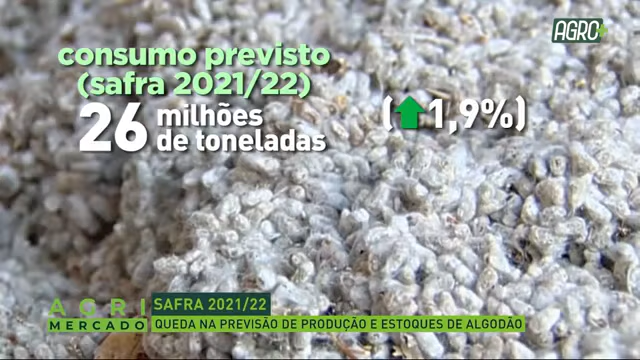 AGRO+
consumo previsto
(safra 2021/22)
26 milhões
de toneladas
(↑1,9%)
AGRI
MERCADO
SAFRA 2021/22
QUEDA NA PREVISÃO DE PRODUÇÃO E ESTOQUES DE ALGODÃO